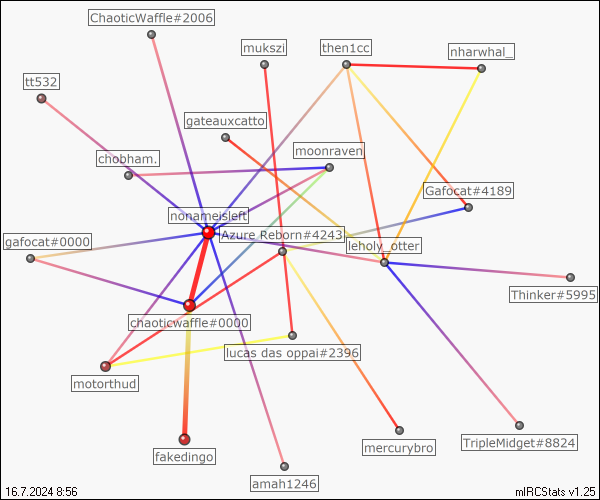 ChaoticWaffle#2006
mukszi
then1cc
nharwhal_
tt532
gateauxcatto
chobham.
moonraven
Gafocat#4189
nonameisleft
Azure Reborn#4243
gafocat#0000
leholy_otter
Thinker#5995
chaoticwaffle#0000
lucas das oppai#2396
motorthud
TripleMidget#8824
mercurybro
fakedingo
amah1246
16.7.2024 8:56
mIRCStats v1.25